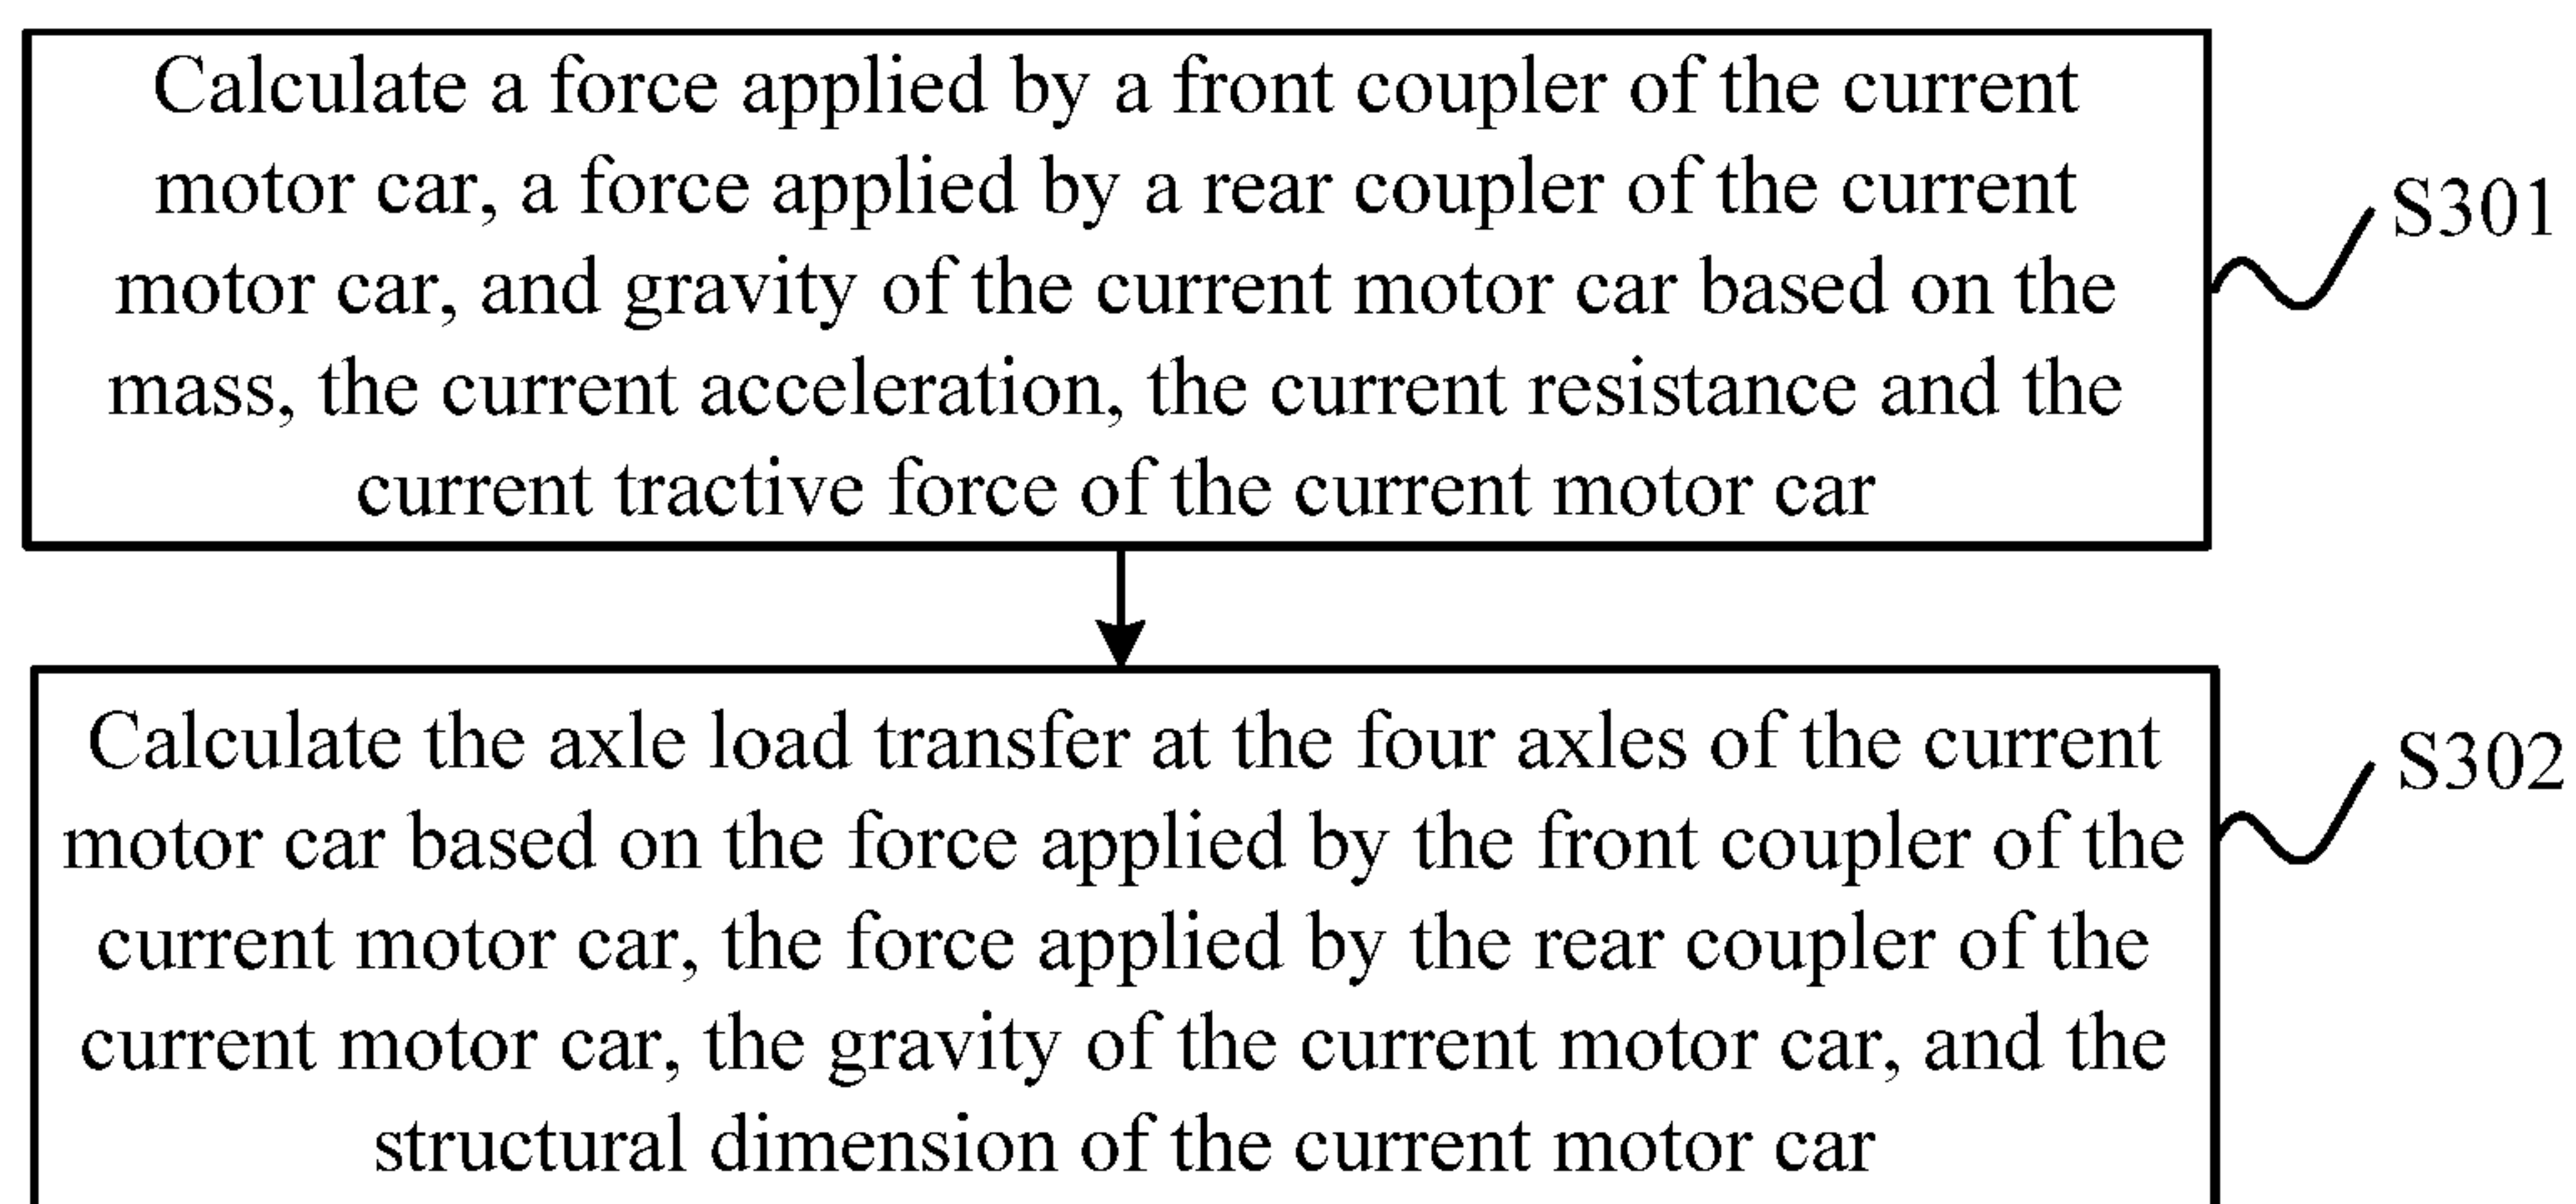 Calculate a force applied by a front coupler of the current
motor car, a force applied by a rear coupler of the current
motor car, and gravity of the current motor car based on the
mass, the current acceleration, the current resistance and the
current tractive force of the current motor car
S301
Calculate the axle load transfer at the four axles of the current
motor car based on the force applied by the front coupler of the
current motor car, the force applied by the rear coupler of the
current motor car, the gravity of the current motor car, and the
structural dimension of the current motor car
S302